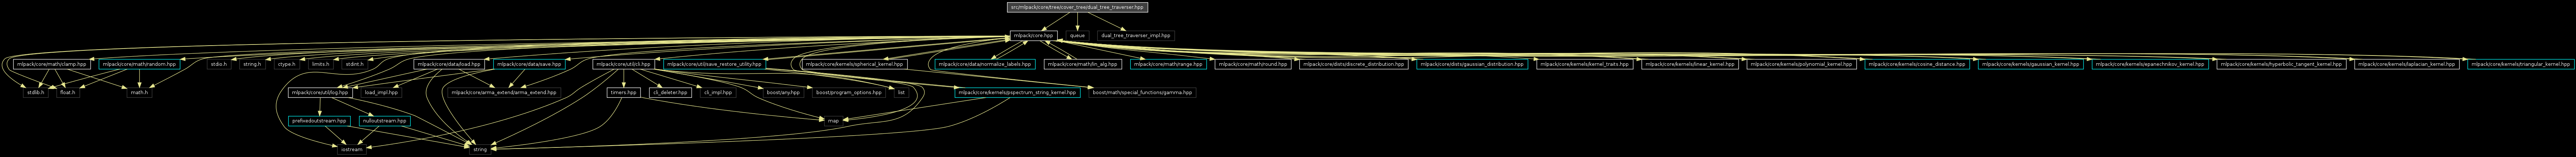 src/mlpack/core/tree/cover_tree/dual_tree_traverser.hpp
mlpack/core.hpp
queue
dual_tree_traverser_impl.hpp
mlpack/core/math/clamp.hpp
mlpack/core/math/random.hpp
stdio.h
string.h
ctype.h
limits.h
stdint.h
mlpack/core/data/load.hpp
mlpack/core/data/save.hpp
mlpack/core/util/cli.hpp
mlpack/core/util/save_restore_utility.hpp
mlpack/core/kernels/spherical_kernel.hpp
mlpack/core/data/normalize_labels.hpp
mlpack/core/math/lin_alg.hpp
mlpack/core/math/range.hpp
mlpack/core/math/round.hpp
mlpack/core/dists/discrete_distribution.hpp
mlpack/core/dists/gaussian_distribution.hpp
mlpack/core/kernels/kernel_traits.hpp
mlpack/core/kernels/linear_kernel.hpp
mlpack/core/kernels/polynomial_kernel.hpp
mlpack/core/kernels/cosine_distance.hpp
mlpack/core/kernels/gaussian_kernel.hpp
mlpack/core/kernels/epanechnikov_kernel.hpp
mlpack/core/kernels/hyperbolic_tangent_kernel.hpp
mlpack/core/kernels/laplacian_kernel.hpp
mlpack/core/kernels/triangular_kernel.hpp
stdlib.h
float.h
math.h
mlpack/core/util/log.hpp
load_impl.hpp
mlpack/core/arma_extend/arma_extend.hpp
timers.hpp
cli_deleter.hpp
cli_impl.hpp
boost/any.hpp
boost/program_options.hpp
list
mlpack/core/kernels/pspectrum_string_kernel.hpp
boost/math/special_functions/gamma.hpp
prefixedoutstream.hpp
nulloutstream.hpp
map
iostream
string